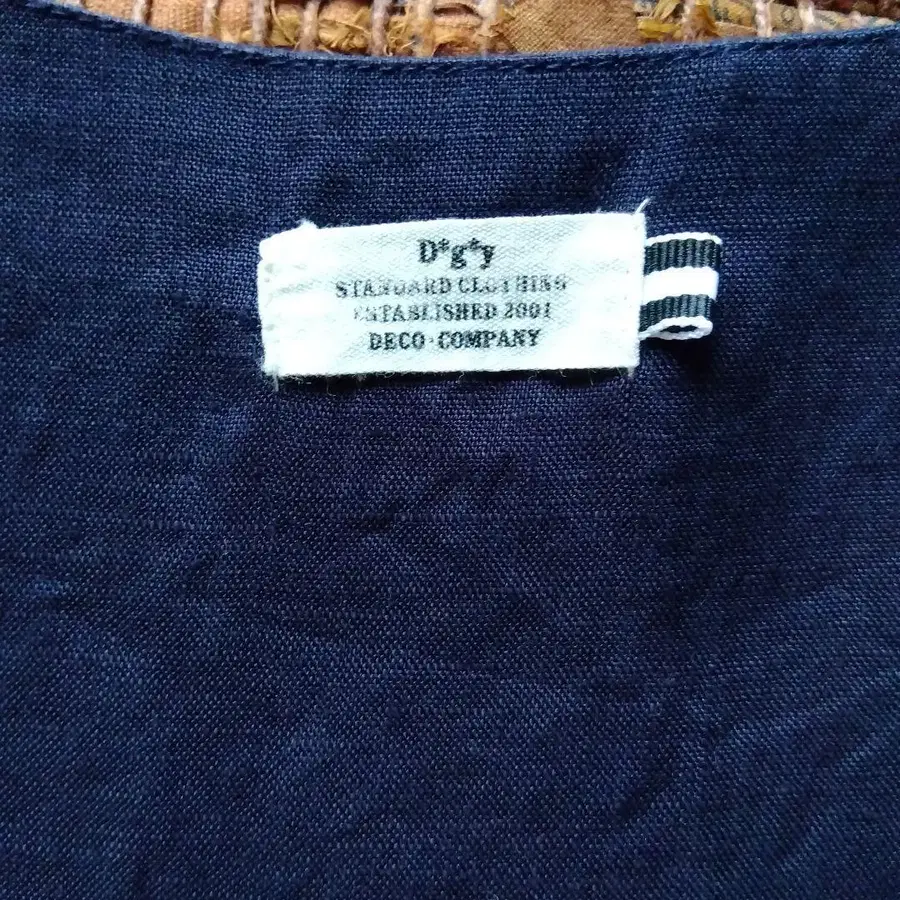 D*g*y
STANDARD CLOTHING
ESTABLISHED 2001
DECO·COMPANY